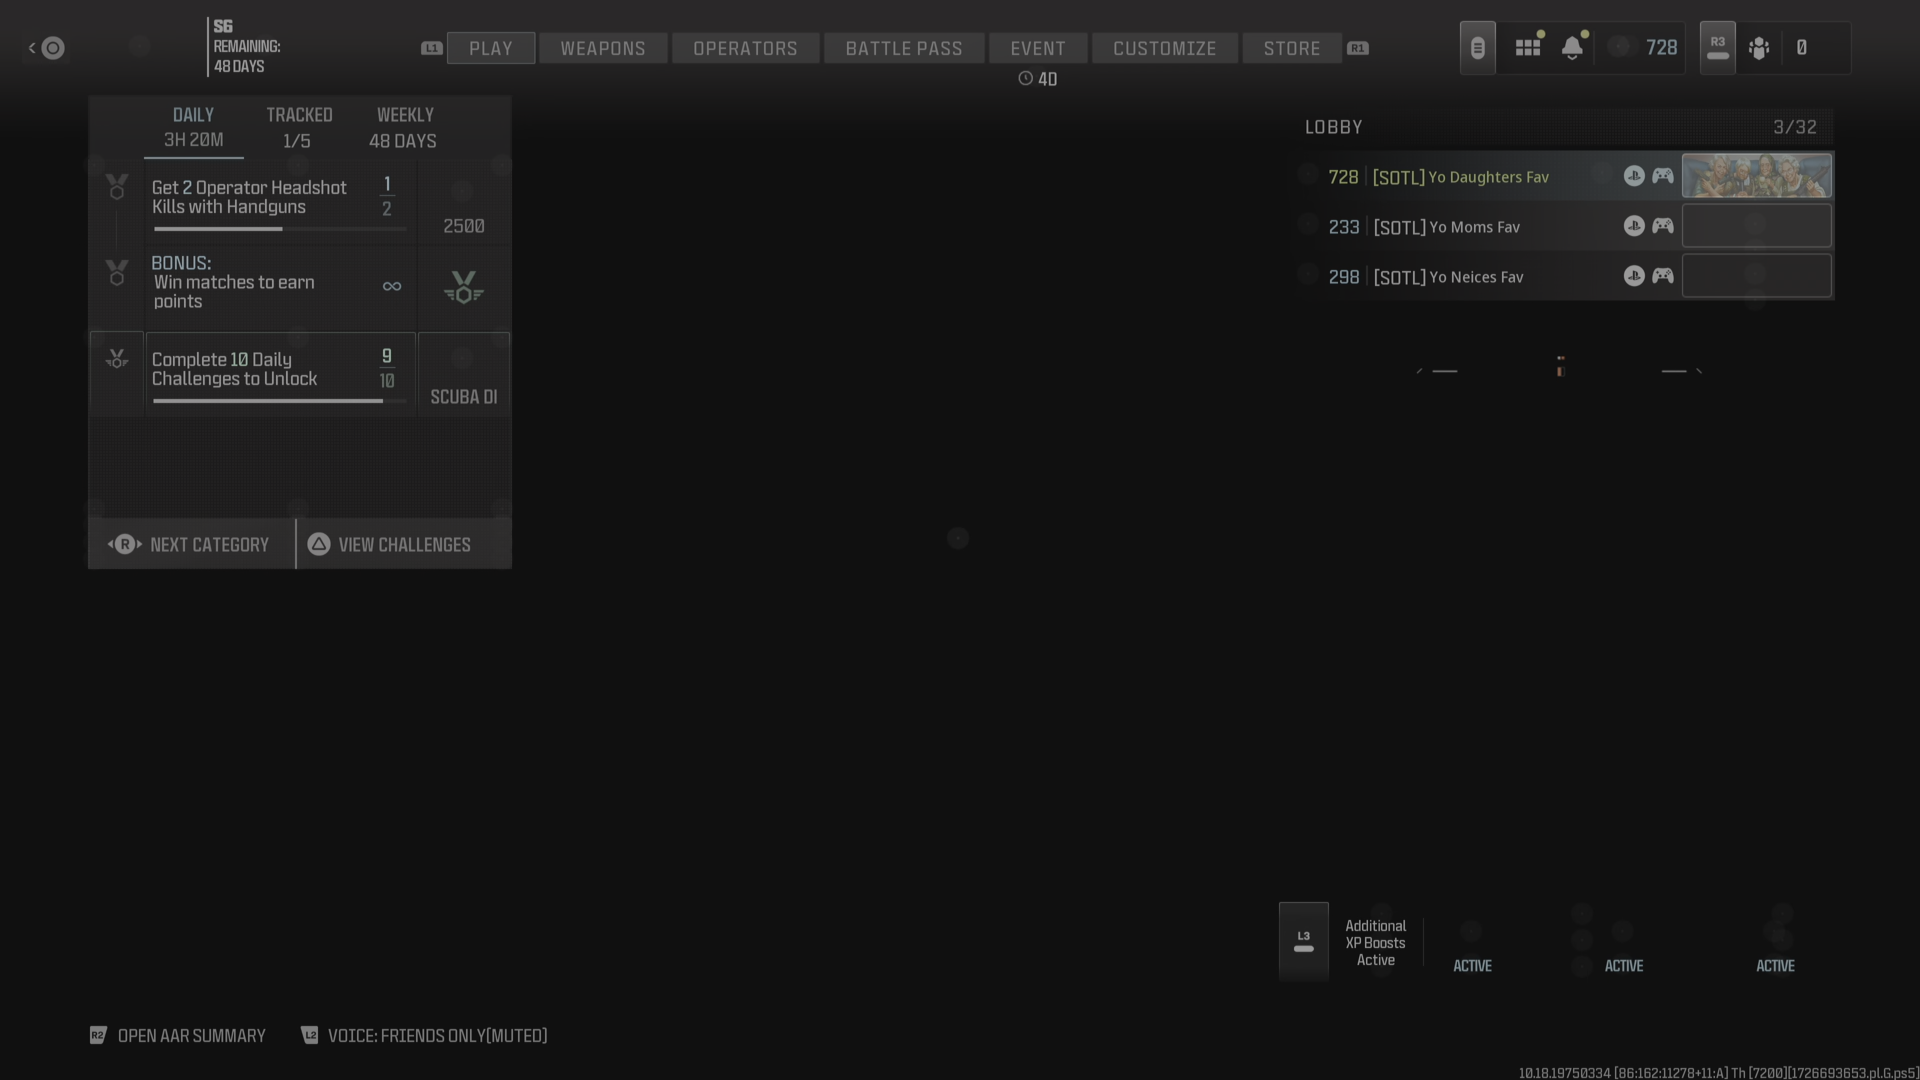 S6
REMAINING:
48 DAYS
L1
PLAY
WEAPONS
OPERATORS
BATTLE PASS
EVENT
CUSTOMIZE
STORE
R1
4D
728
R3
0
DAILY
3H 20M
TRACKED
1/5
WEEKLY
48 DAYS
Get 2 Operator Headshot
Kills with Handguns
1
2
2500
BONUS:
Win matches to earn
points
∞
Complete 10 Daily
Challenges to Unlock
9
10
SCUBA DI
R NEXT CATEGORY
VIEW CHALLENGES
LOBBY
3/32
728 [SOTL] Yo Daughters Fav
233 [SOTL] Yo Moms Fav
298 [SOTL] Yo Neices Fav
L3
Additional
XP Boosts
Active
ACTIVE
ACTIVE
ACTIVE
R2 OPEN AAR SUMMARY
L2 VOICE: FRIENDS ONLY[MUTED]
10.18.19750334 [86:162:11278+11:A] Th [7200][1726693653.pl.G.ps5]